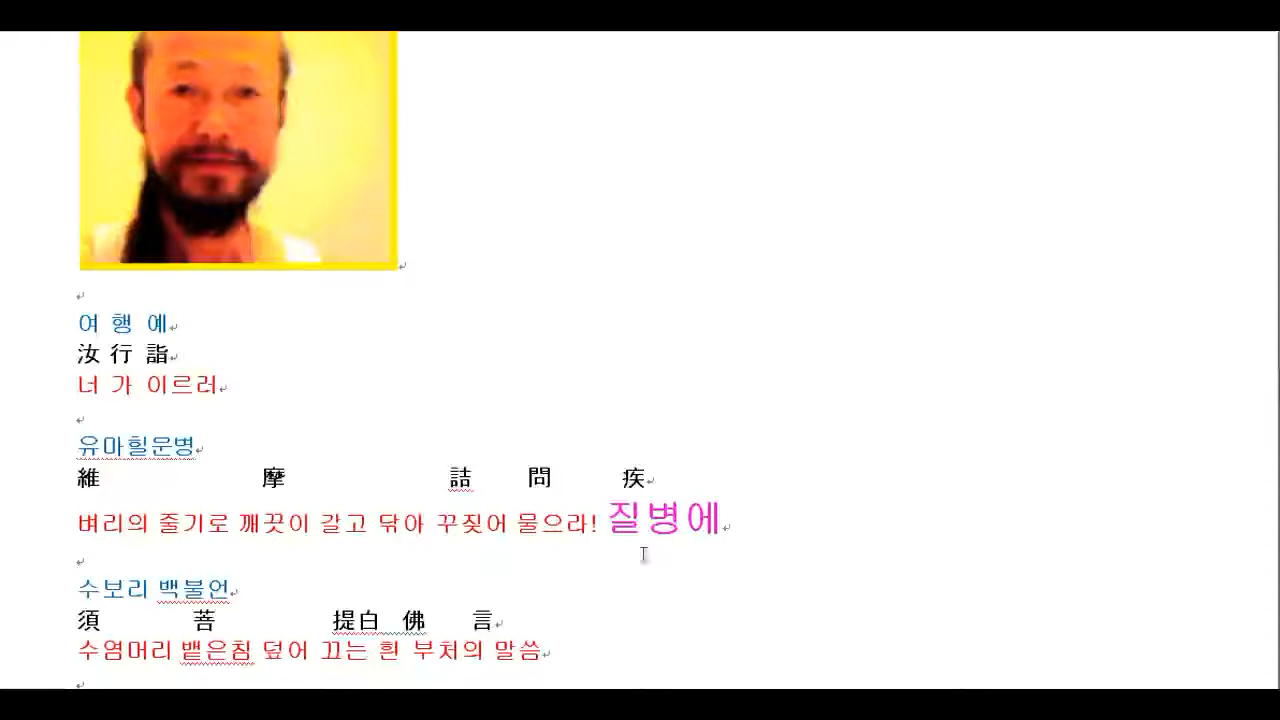 여 행 예
汝 行 詣
너 가 이르러
유마힐문병
維 摩 詰 問 疾
벼리의 줄기로 깨끗이 갈고 닦아 꾸짖어 물으라! 질병에
수보리 백불언
須 菩 提白 佛 言
수염머리 뱉은침 덮어 끄는 흰 부처의 말씀